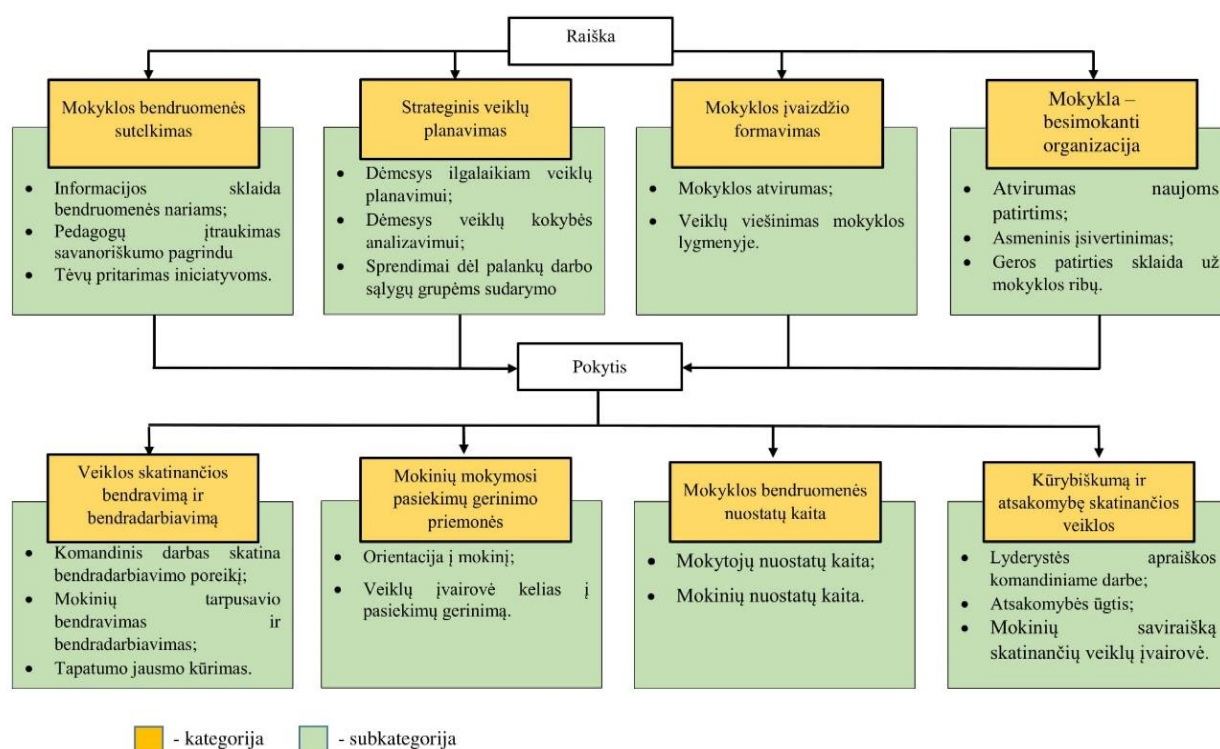 Raiška
Mokyklos bendruomenės
sutelkimas
• Informacijos sklaida
bendruomenės nariams;
• Pedagogų įtraukimas
savanoriškumo pagrindu
• Tėvų pritarimas iniciatyvoms.
Strateginis veiklų
planavimas
• Dėmesys ilgalaikiam veiklų
planavimui;
• Dėmesys veiklų kokybės
analizavimui;
• Sprendimai dėl palankų darbo
sąlygų grupėms sudarymo
Mokyklos įvaizdžio
formavimas
• Mokyklos atvirumas;
• Veiklų viešinimas mokyklos
lygmenyje.
Mokykla –
besimokanti
organizacija
• Atvirumas naujoms
patirtims;
• Asmeninis įsivertinimas;
• Geros patirties sklaida už
mokyklos ribų.
Pokytis
Veiklos skatinančios
bendravimą ir
bendradarbiavimą
• Komandinis darbas skatina
bendradarbiavimo poreikį;
• Mokinių tarpusavio
bendravimas ir
bendradarbiavimas;
• Tapatumo jausmo kūrimas.
Mokinių mokymosi
pasiekimų gerinimo
priemonės
• Orientacija į mokinį;
• Veiklų įvairovė kelias į
pasiekimų gerinimą.
Mokyklos bendruomenės
nuostatų kaita
• Mokytojų nuostatų kaita;
• Mokinių nuostatų kaita.
Kūrybiškumą ir
atsakomybę skatinančios
veiklos
• Lyderystės apraiškos
komandiniame darbe;
• Atsakomybės ūgtis;
• Mokinių saviraišką
skatinančių veiklų įvairovė.
- kategorija
- subkategorija